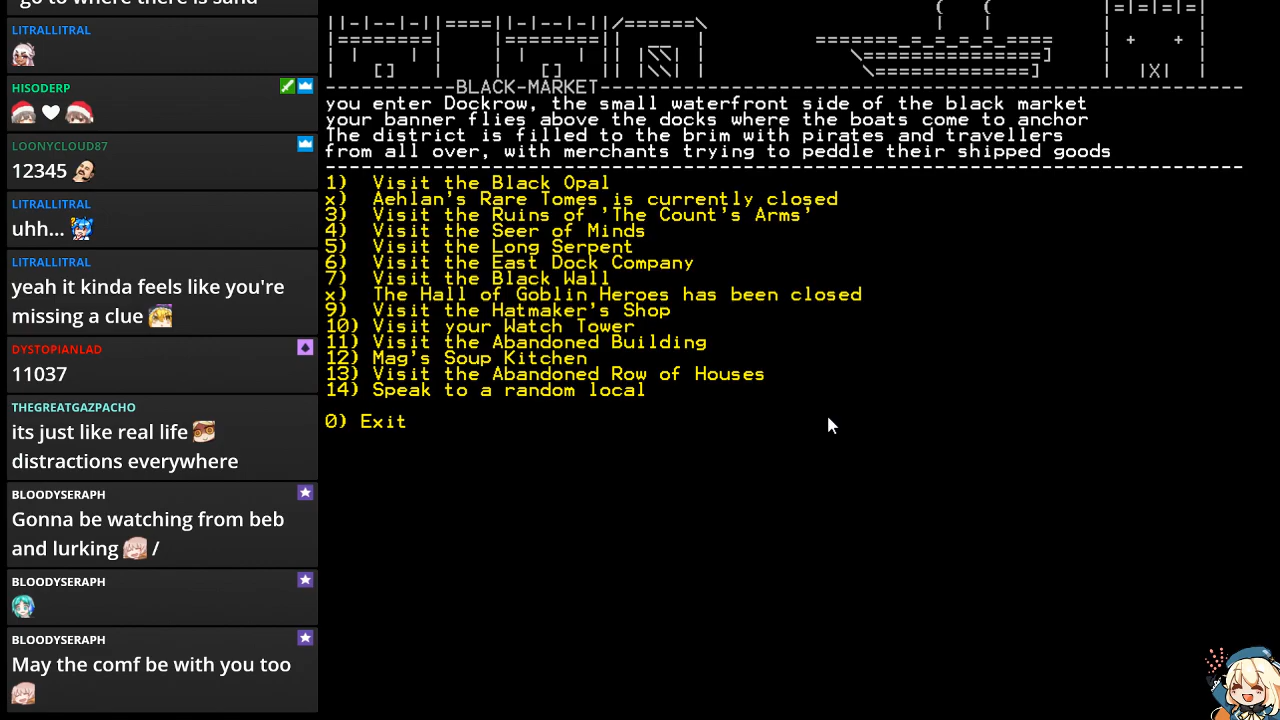 go to where there is sand
LITRALLITRAL
HISODERP
LOONYCLOUD87
12345
LITRALLITRAL
uhh...
LITRALLITRAL
yeah it kinda feels like you're
missing a clue
DYSTOPIANLAD
11037
THEGREATGAZPACHO
its just like real life
distractions everywhere
BLOODYSERAPH
Gonna be watching from beb
and lurking /
BLOODYSERAPH
BLOODYSERAPH
May the comf be with you too
-----------BLACK-MARKET------------------------------------------------------
you enter Dockrow, the small waterfront side of the black market
your banner flies above the docks where the boats come to anchor
The district is filled to the brim with pirates and travellers
from all over, with merchants trying to peddle their shipped goods
1) Visit the Black Opal
x) Aehlan's Rare Tomes is currently closed
3) Visit the Ruins of 'The Count's Arms'
4) Visit the Seer of Minds
5) Visit the Long Serpent
6) Visit the East Dock Company
7) Visit the Black Wall
x) The Hall of Goblin Heroes has been closed
9) Visit the Hatmaker's Shop
10) Visit your Watch Tower
11) Visit the Abandoned Building
12) Mag's Soup Kitchen
13) Visit the Abandoned Row of Houses
14) Speak to a random local
0) Exit